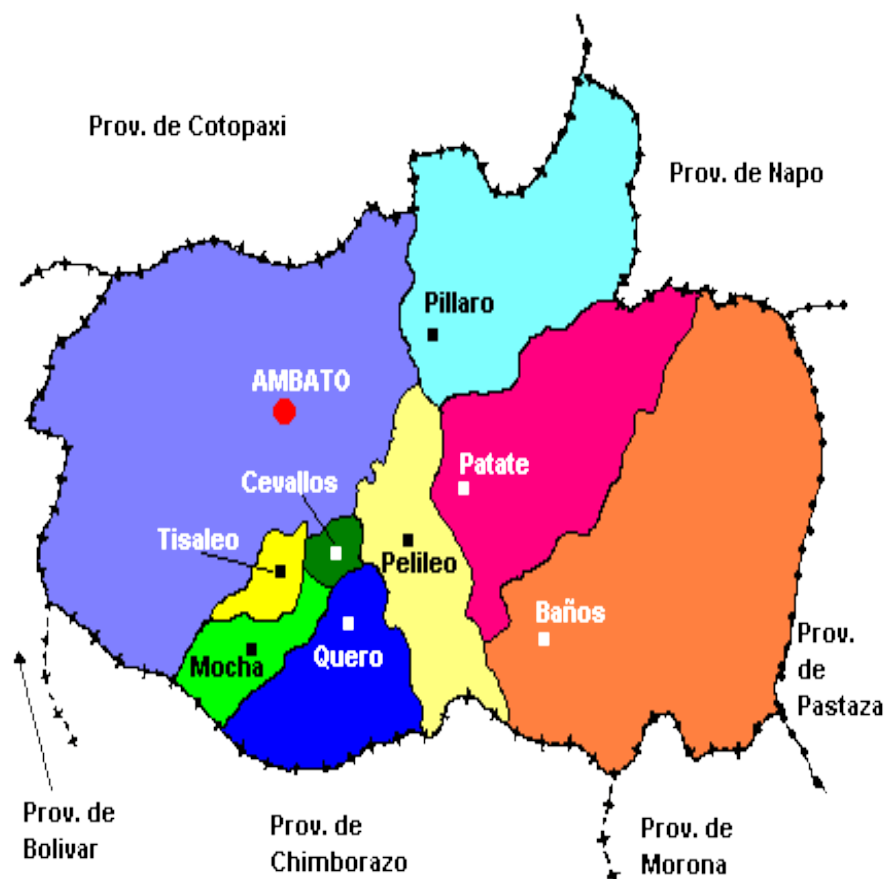 Prov. de Cotopaxi
Prov. de Napo
Pillaro
AMBATO
Patate
Cevallos
Tisaleo
Pelileo
Baños
Mocha
Quero
Prov.
de
Pastaza
Prov. de
Bolivar
Prov. de
Chimborazo
Prov. de
Morona